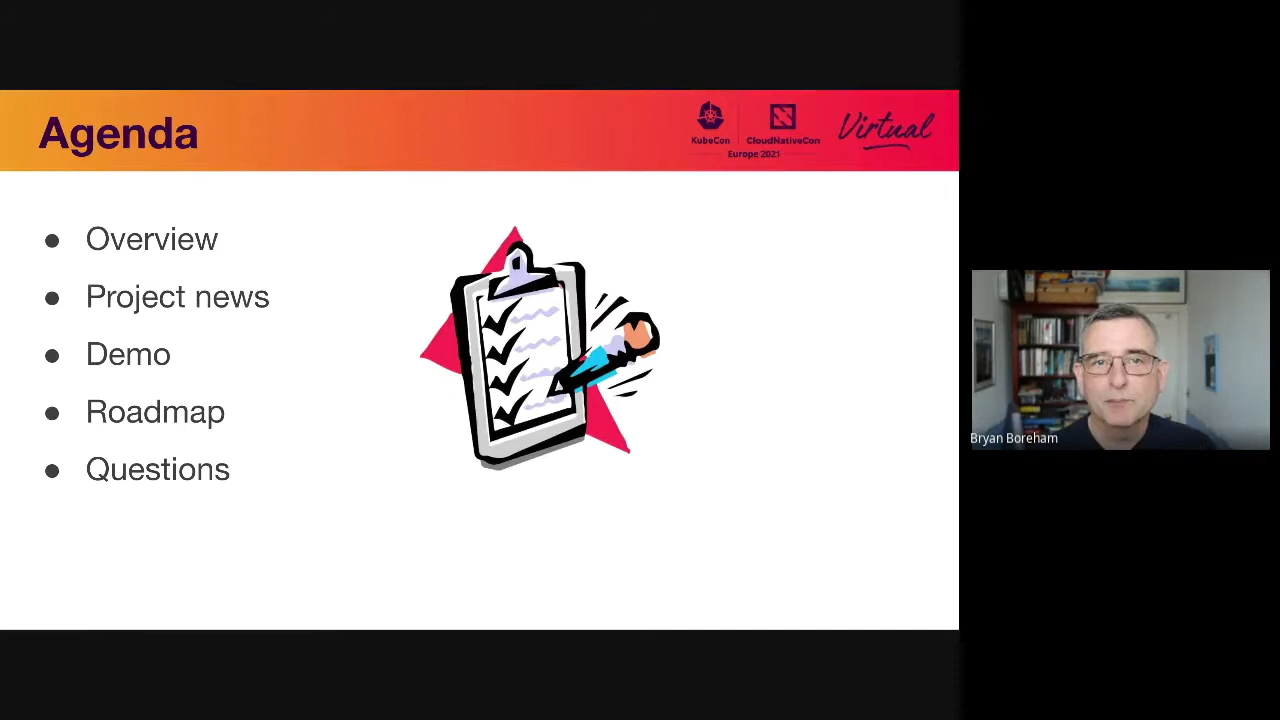 Agenda
KubeCon
CloudNativeCon
Europe 2021
Virtual
Overview
Project news
Demo
Roadmap
Questions
Bryan Boreham